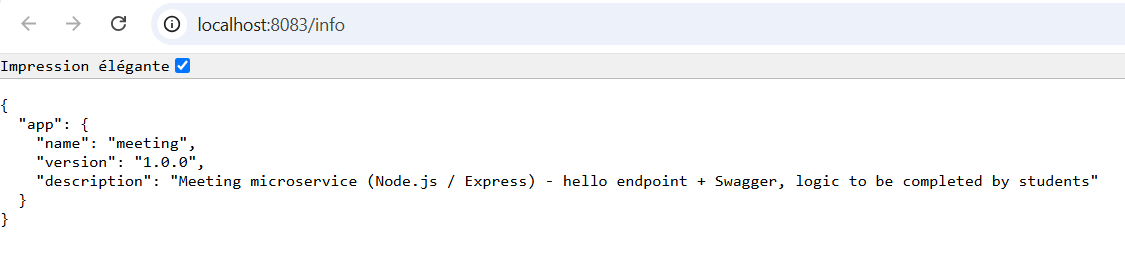 localhost:8083/info
Impression élégante
{
  "app": {
    "name": "meeting",
    "version": "1.0.0",
    "description": "Meeting microservice (Node.js / Express) - hello endpoint + Swagger, logic to be completed by students"
  }
}